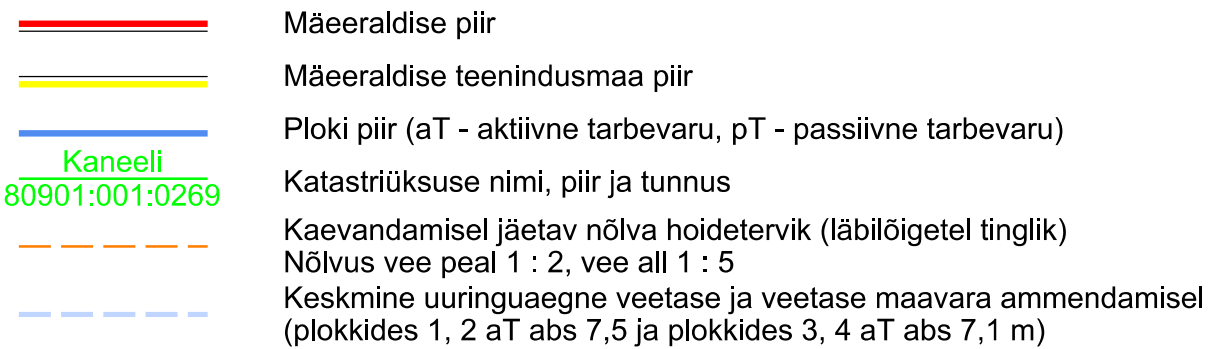 Mäeeraldise piir
Mäeeraldise teenindusmaa piir
Ploki piir (aT - aktiivne tarbevaru, pT - passiivne tarbevaru)
Kaneeli
80901:001:0269
Katastriüksuse nimi, piir ja tunnus
Kaevandamisel jäetav nõlva hoidetervik (läbilõigetel tinglik)
Nõlvus vee peal 1 : 2, vee all 1 : 5
Keskmine uuringuaegne veetase ja veetase maavara ammendamisel
(plokkides 1, 2 aT abs 7,5 ja plokkides 3, 4 aT abs 7,1 m)